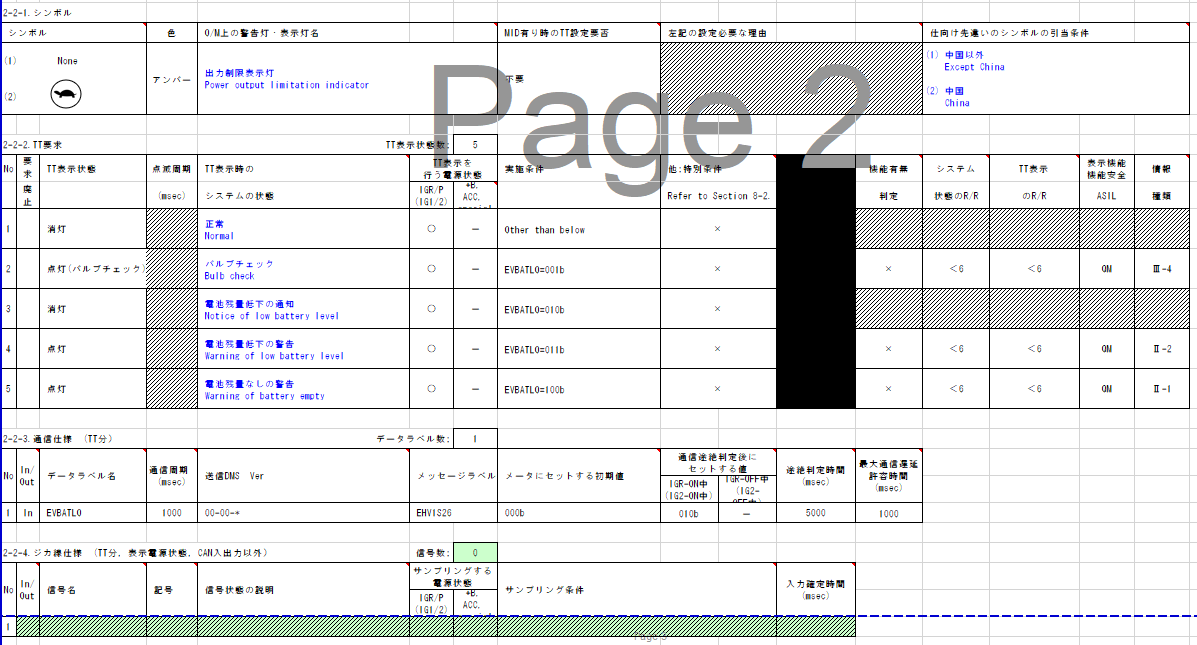 2-2-1.シンボル
シンボル 色 O/M上の警告灯・表示灯名 MID有り時のTT設定要否 左記の設定必要な理由 仕向け先違いのシンボルの引当条件
(1) None
(2)
アンバー
出力制限表示灯
Power output limitation indicator
不要
(1) 中国以外
Except China
(2) 中国
China
Page 2
2-2-2.TT要求 TT表示状態数: 5
No 要求 廃止 TT表示状態 点滅周期 (msec) TT表示時の システムの状態 TT表示を 行う電源状態 IGR/P (IG1/2) +B, ACC, 実施条件 他:特別条件 Refer to Section 8-2. 機能有無 判定 システム 状態のR/R TT表示 のR/R 表示機能 機能安全 ASIL 情報 種類
1 消灯 正常 Normal ○ − Other than below ×
2 点灯(バルブチェック) バルブチェック Bulb check ○ − EVBATLO=001b × × <6 <6 QM Ⅲ-4
3 消灯 電池残量低下の通知 Notice of low battery level ○ − EVBATLO=010b ×
4 点灯 電池残量低下の警告 Warning of low battery level ○ − EVBATLO=011b × × <6 <6 QM Ⅱ-2
5 点灯 電池残量なしの警告 Warning of battery empty ○ − EVBATLO=100b × × <6 <6 QM Ⅱ-1
2-2-3.通信仕様 (TT分) データラベル数: 1
No In/Out データラベル名 通信周期 (msec) 送信DMS Ver メッセージラベル メータにセットする初期値 通信途絶判定後に セットする値 IGR-ON中 (IG2-ON中) IGR-OFF中 (IG2-OFF中) 途絶判定時間 (msec) 最大通信遅延 許容時間 (msec)
1 In EVBATLO 1000 00-00-* EHV1S26 000b 010b − 5000 1000
2-2-4.ジカ線仕様 (TT分, 表示電源状態, CAN入出力以外) 信号数: 0
No In/Out 信号名 記号 信号状態の説明 サンプリングする 電源状態 IGR/P (IG1/2) +B, ACC, サンプリング条件 入力確定時間 (msec)
1